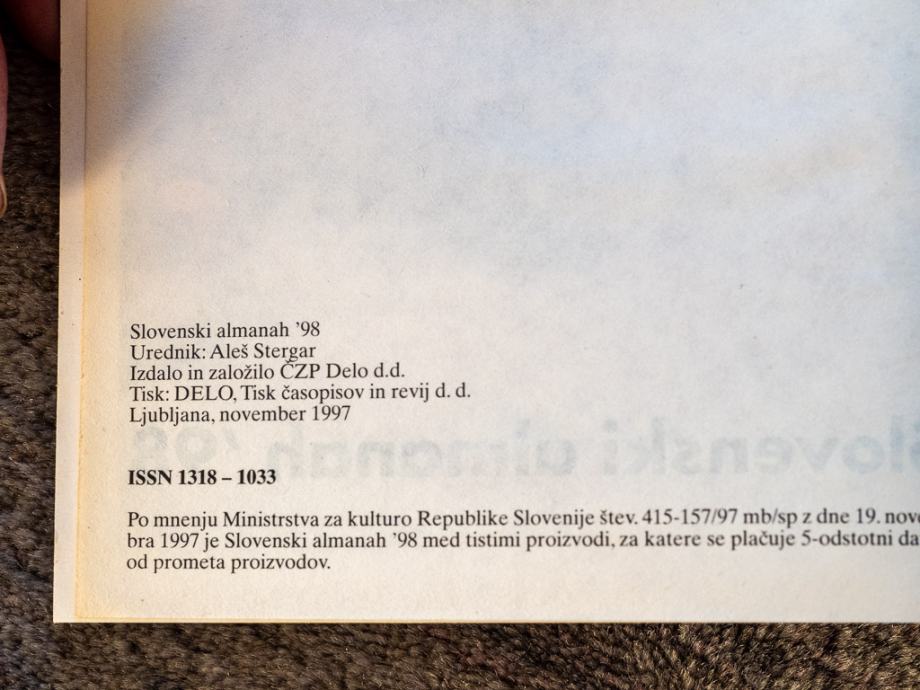 Slovenski almanah ’98
Urednik: Aleš Stergar
Izdalo in založilo ČZP Delo d.d.
Tisk: DELO, Tisk časopisov in revij d. d.
Ljubljana, november 1997
ISSN 1318 – 1033
Po mnenju Ministrstva za kulturo Republike Slovenije štev. 415-157/97 mb/sp z dne 19. nove
bra 1997 je Slovenski almanah ’98 med tistimi proizvodi, za katere se plačuje 5-odstotni da
od prometa proizvodov.